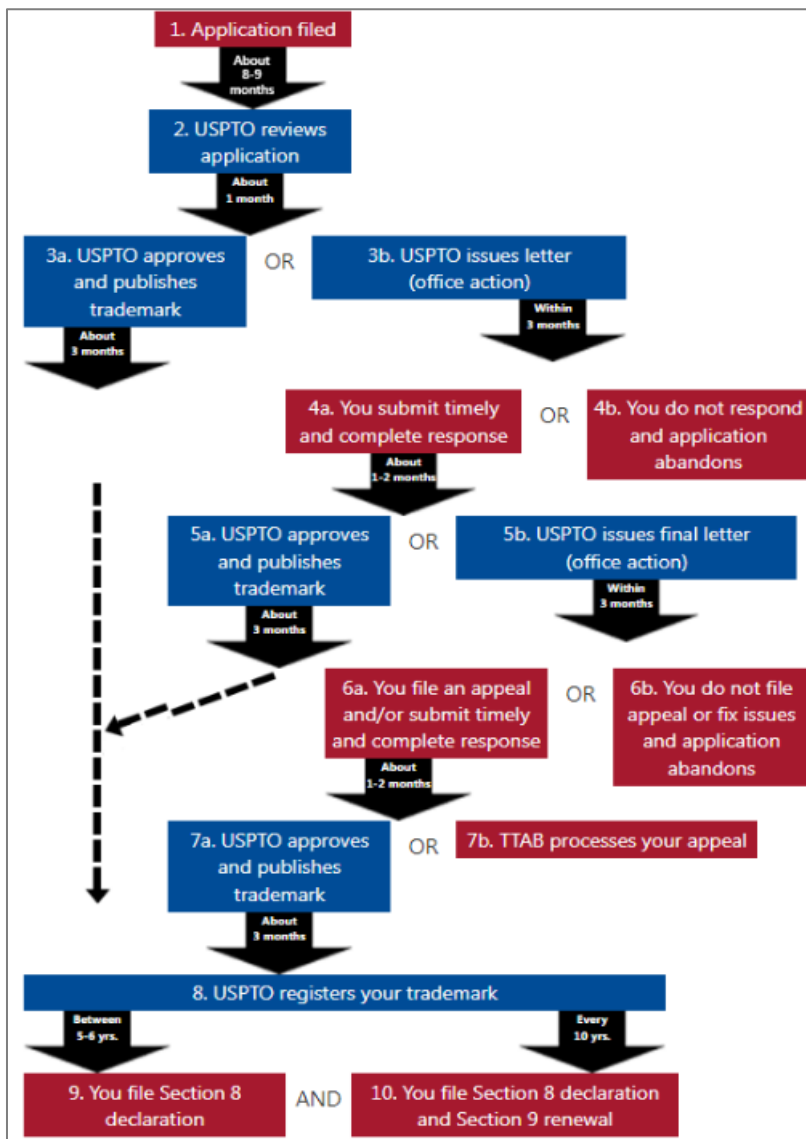 1. Application filed
About
8-9
months
2. USPTO reviews
application
About
1 month
3a. USPTO approves
and publishes
trademark
OR
3b. USPTO issues letter
(office action)
About
3 months
Within
3 months
4a. You submit timely
and complete response
OR
4b. You do not respond
and application
abandons
About
1-2 months
5a. USPTO approves
and publishes
trademark
OR
5b. USPTO issues final letter
(office action)
About
3 months
Within
3 months
6a. You file an appeal
and/or submit timely
and complete response
OR
6b. You do not file
appeal or fix issues
and application
abandons
About
1-2 months
7a. USPTO approves
and publishes
trademark
OR
7b. TTAB processes your appeal
About
3 months
8. USPTO registers your trademark
Between
5-6 yrs.
Every
10 yrs.
9. You file Section 8
declaration
AND
10. You file Section 8 declaration
and Section 9 renewal